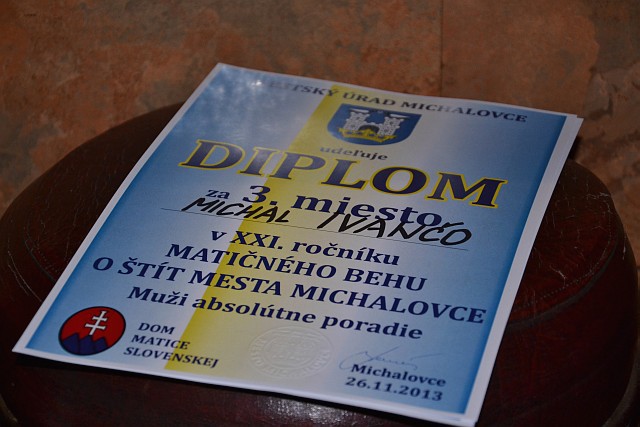 MESTSKÝ ÚRAD MICHALOVCE
udeľuje
DIPLOM
za 3. miesto
MICHAL IVANČO
v XXI. ročníku
MATIČNÉHO BEHU
O ŠTÍT MESTA MICHALOVCE
Muži absolútne poradie
DOM
MATICE
SLOVENSKEJ
Michalovce
26.11.2013